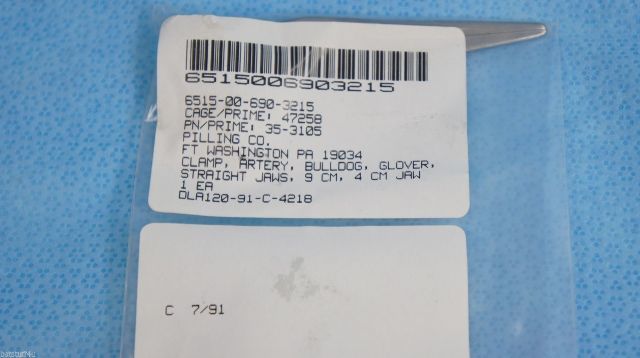 6515006903215
6515-00-690-3215
CAGE/PRIME: 47258
PN/PRIME: 35-3105
PILLING CO.
FT WASHINGTON PA 19034
CLAMP, ARTERY, BULLDOG, GLOVER,
STRAIGHT JAWS, 9 CM, 4 CM JAW
1 EA
DLA120-91-C-4218
C 7/91